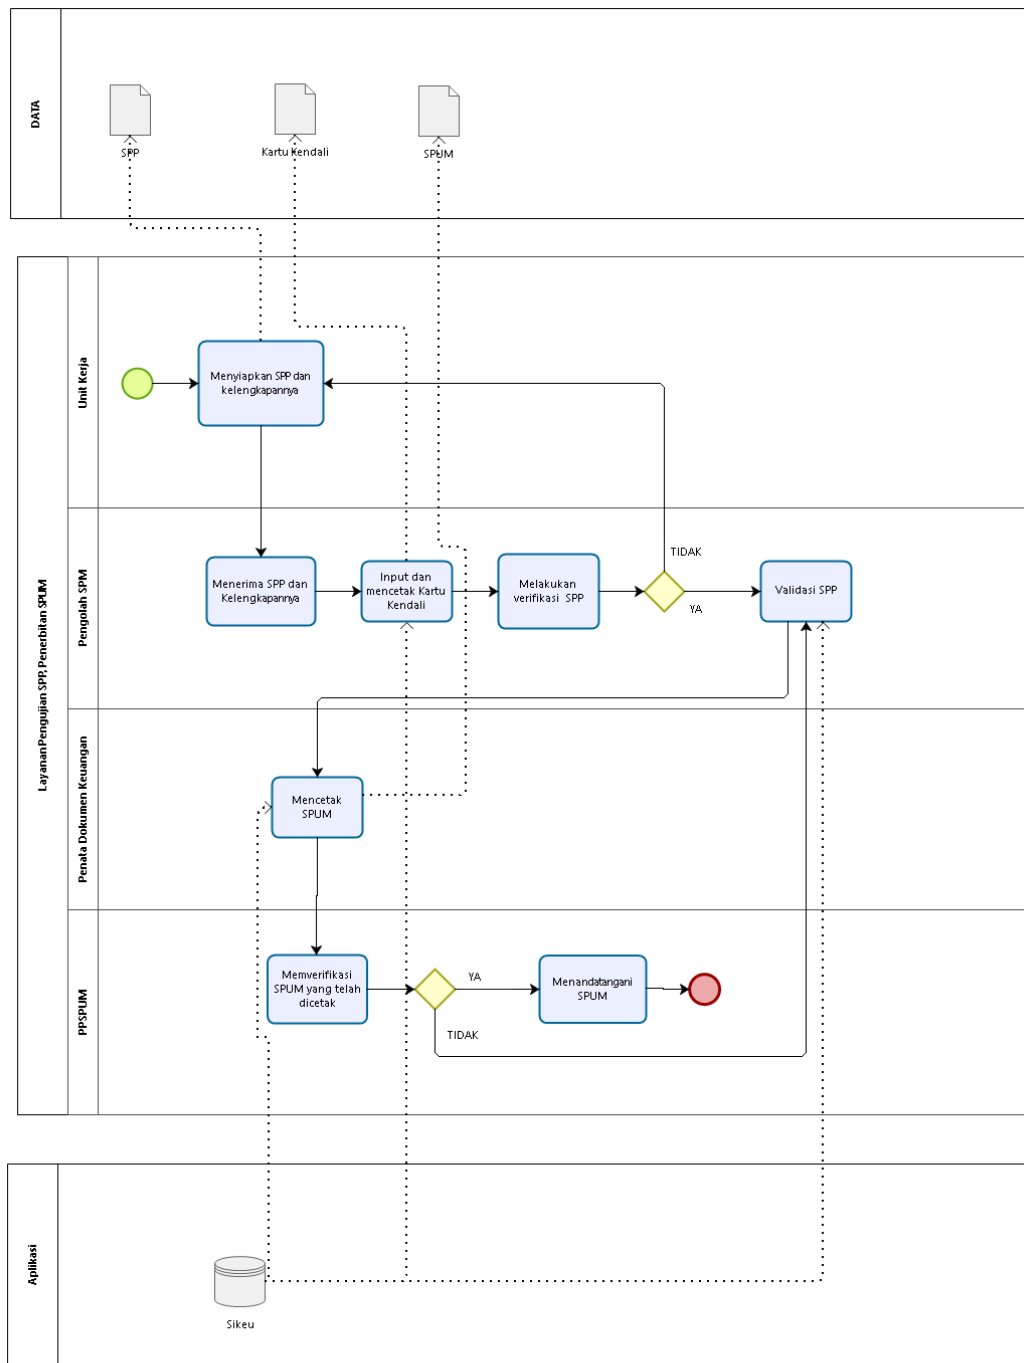 DATA
SPP
Kartu Kendali
SPUM
Layanan Pengujian SPP, Penerbitan SPUM
Unit Kerja
Menyiapkan SPP dan
kelengkapannya
Pengolah SPM
Menerima SPP dan
Kelengkapannya
Input dan
mencetak Kartu
Kendali
Melakukan
verifikasi SPP
TIDAK
YA
Validasi SPP
Penata Dokumen Keuangan
Mencetak
SPUM
PPSPUM
Memverifikasi
SPUM yang telah
dicetak
YA
TIDAK
Menandatangani
SPUM
Aplikasi
Sikeu